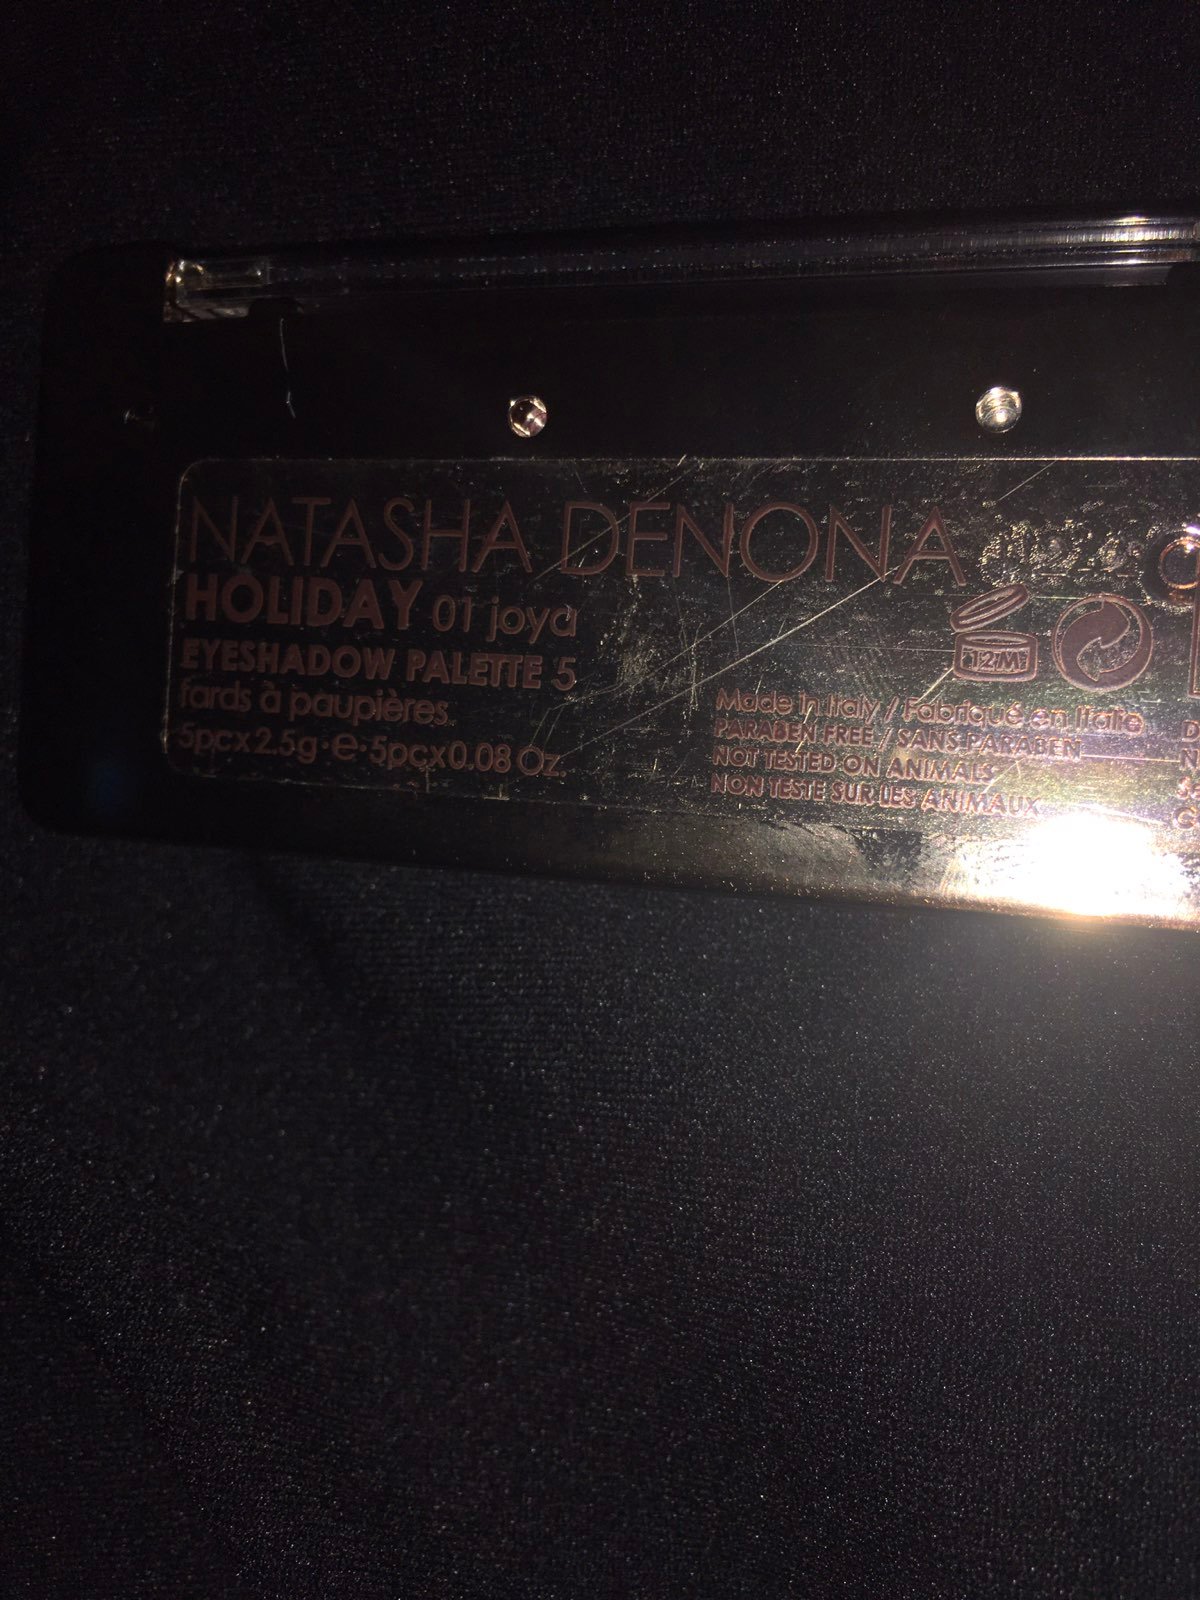 NATASHA DENONA
HOLIDAY 01 joya
EYESHADOW PALETTE 5
fards à paupières
5pcx2.5g·e·5pcx0.08 Oz.
12M
Made in Italy / Fabriqué en Italie
PARABEN FREE / SANS PARABEN
NOT TESTED ON ANIMALS
NON TESTE SUR LES ANIMAUX